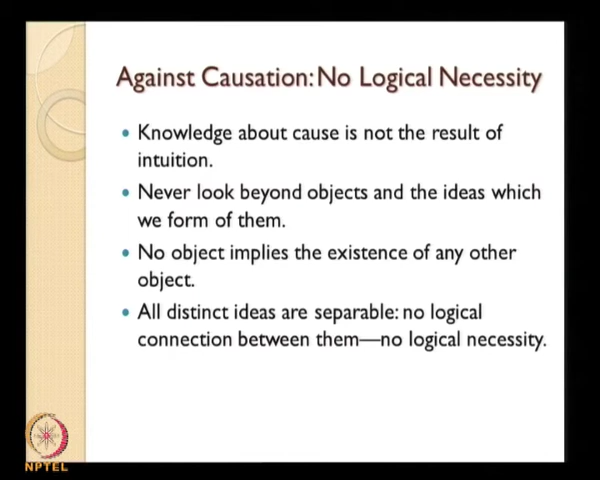 Against Causation: No Logical Necessity
• Knowledge about cause is not the result of
intuition.
• Never look beyond objects and the ideas which
we form of them.
• No object implies the existence of any other
object.
• All distinct ideas are separable: no logical
connection between them—no logical necessity.
NPTEL